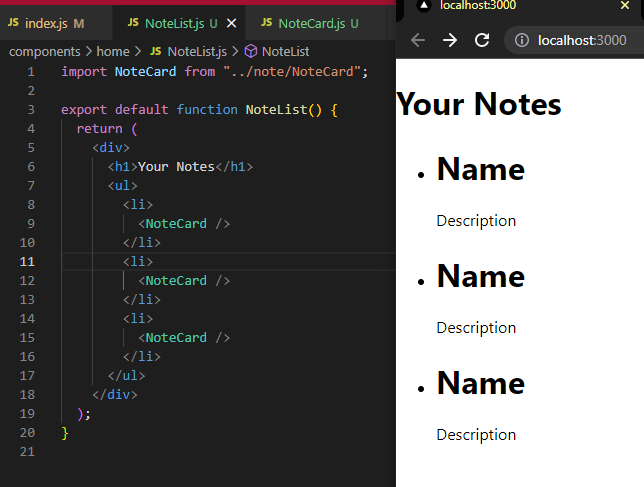 JS index.js M
JS NoteList.js U ×
JS NoteCard.js U
components > home > JS NoteList.js > NoteList
1 import NoteCard from "../note/NoteCard";
2
3 export default function NoteList() {
4   return (
5     <div>
6       <h1>Your Notes</h1>
7       <ul>
8         <li>
9           <NoteCard />
10         </li>
11         <li>
12           <NoteCard />
13         </li>
14         <li>
15           <NoteCard />
16         </li>
17       </ul>
18     </div>
19   );
20 }
21
localhost:3000
localhost:3000
Your Notes
Name
Description
Name
Description
Name
Description